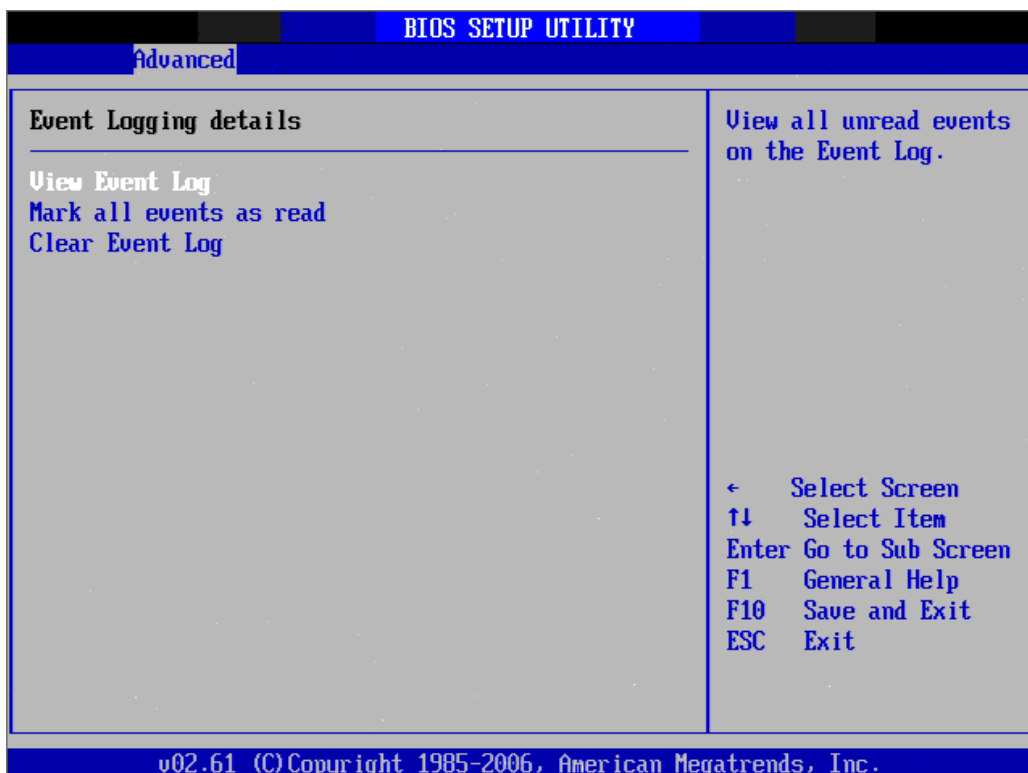 BIOS SETUP UTILITY
Advanced
Event Logging details
View Event Log
Mark all events as read
Clear Event Log
View all unread events
on the Event Log.
← Select Screen
↑↓ Select Item
Enter Go to Sub Screen
F1 General Help
F10 Save and Exit
ESC Exit
v02.61 (C)Copyright 1985-2006, American Megatrends, Inc.